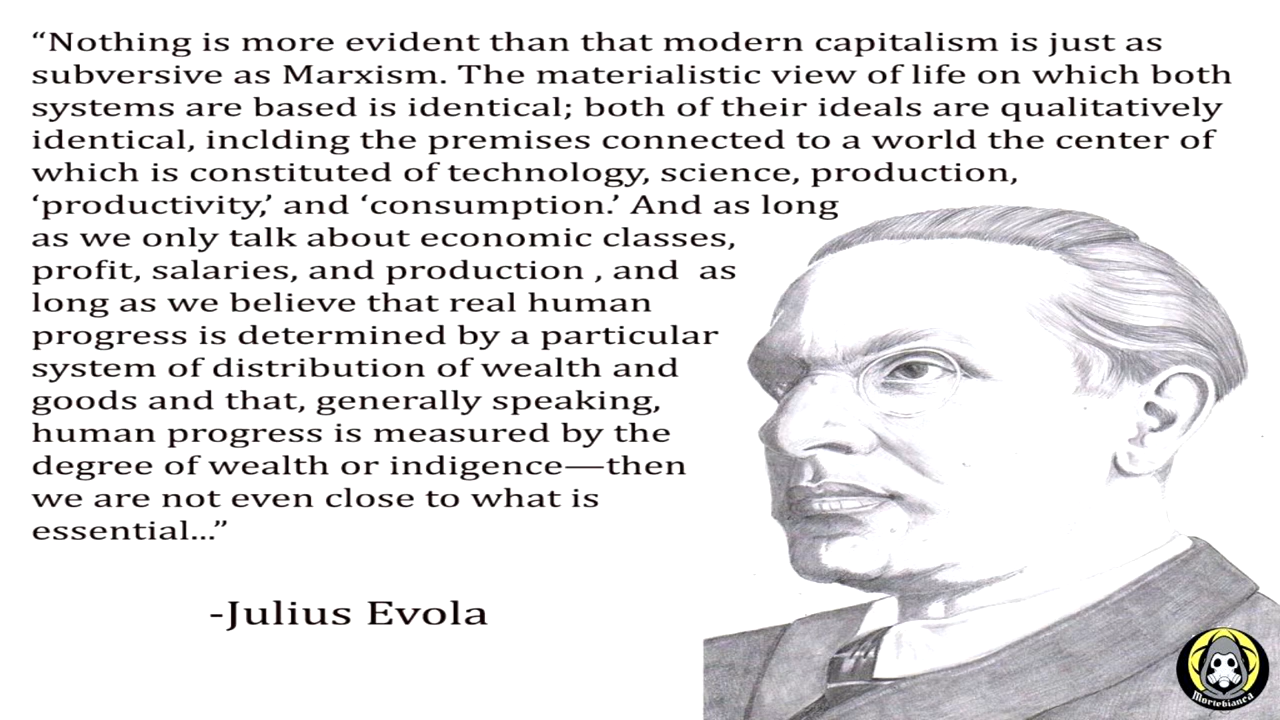 “Nothing is more evident than that modern capitalism is just as
subversive as Marxism. The materialistic view of life on which both
systems are based is identical; both of their ideals are qualitatively
identical, inclding the premises connected to a world the center of
which is constituted of technology, science, production,
‘productivity,’ and ‘consumption.’ And as long
as we only talk about economic classes,
profit, salaries, and production , and  as
long as we believe that real human
progress is determined by a particular
system of distribution of wealth and
goods and that, generally speaking,
human progress is measured by the
degree of wealth or indigence—then
we are not even close to what is
essential...”
-Julius Evola
Mortebianca